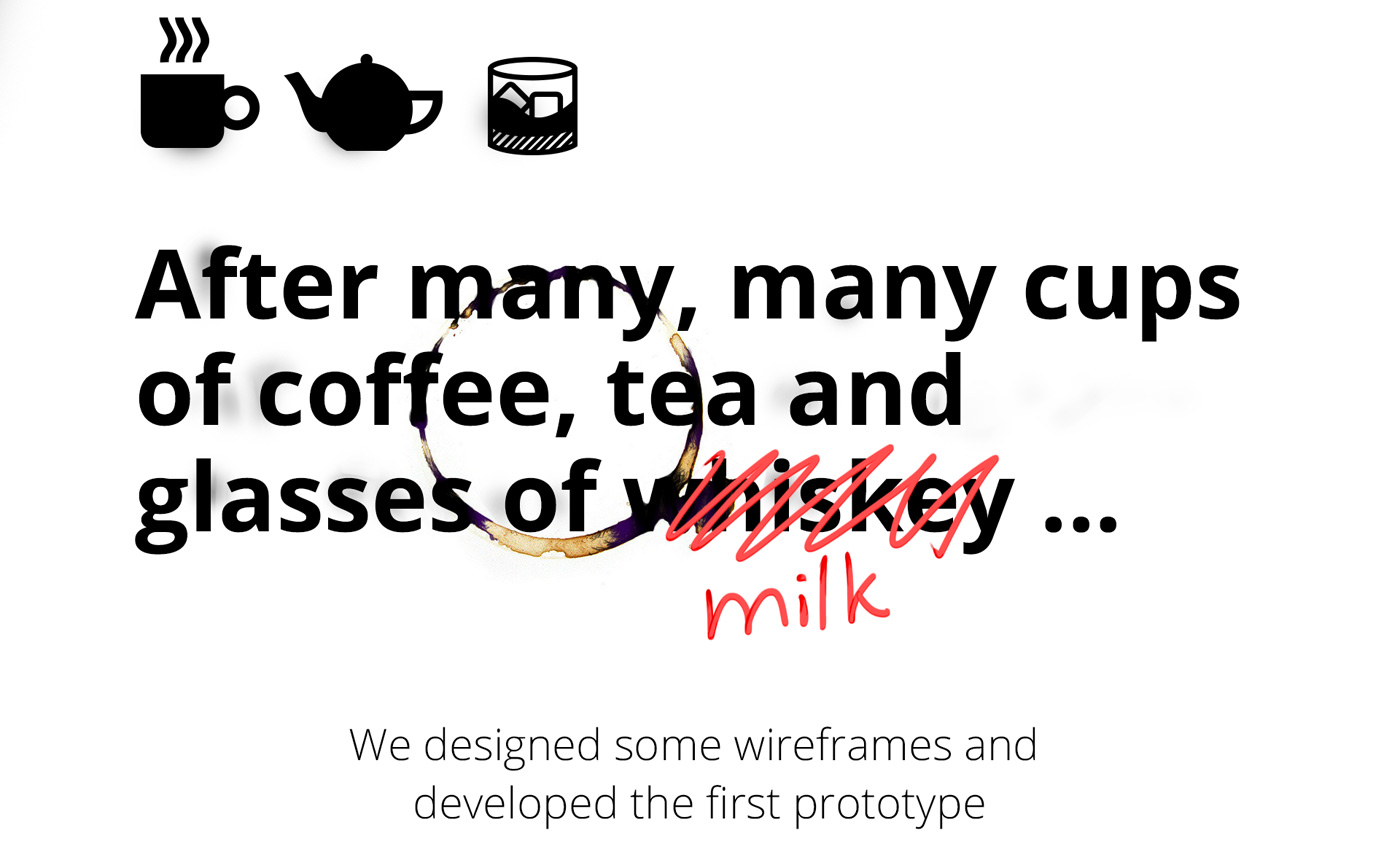 After many, many cups
of coffee, tea and
glasses of whiskey ...
milk
We designed some wireframes and
developed the first prototype